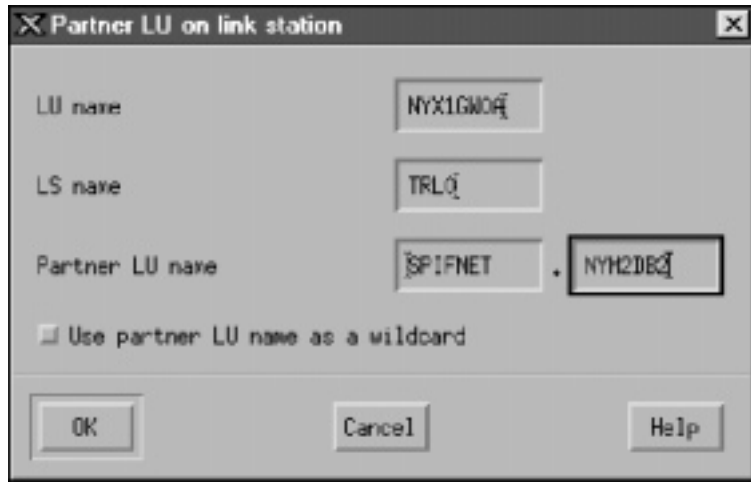 Partner LU on link station
LU name NYX1GW0A
LS name TRL0
Partner LU name SPIFNET . NYM2DB2
Use partner LU name as a wildcard
OK Cancel Help